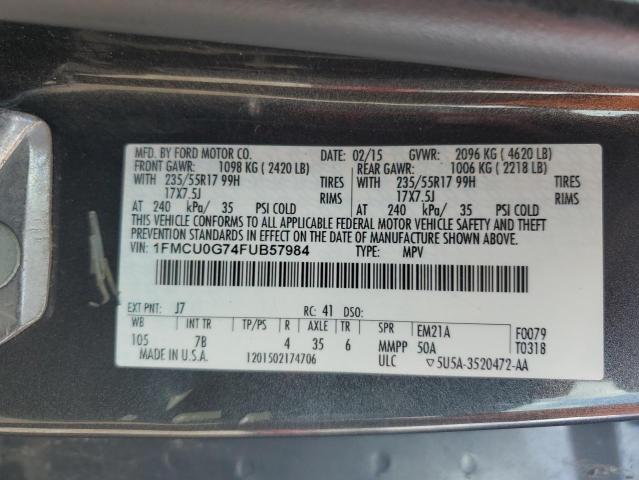 MFD. BY FORD MOTOR CO. DATE: 02/15 GVWR: 2096 KG ( 4620 LB)
FRONT GAWR: 1098 KG ( 2420 LB) REAR GAWR: 1006 KG ( 2218 LB)
WITH 235/55R17 99H TIRES WITH 235/55R17 99H TIRES
17X7.5J RIMS 17X7.5J RIMS
AT 240 kPa/ 35 PSI COLD AT 240 kPa/ 35 PSI COLD
THIS VEHICLE CONFORMS TO ALL APPLICABLE FEDERAL MOTOR VEHICLE SAFETY AND THEFT
PREVENTION STANDARDS IN EFFECT ON THE DATE OF MANUFACTURE SHOWN ABOVE.
VIN: 1FMCU0G74FUB57984 TYPE: MPV
EXT PNT: J7 RC: 41 DSO:
WB INT TR TP/PS R AXLE TR SPR EM21A F0079
105 7B 4 35 6 MMPP 50A T0318
MADE IN U.S.A. 1201502174706 ULC ▽5U5A-3520472-AA